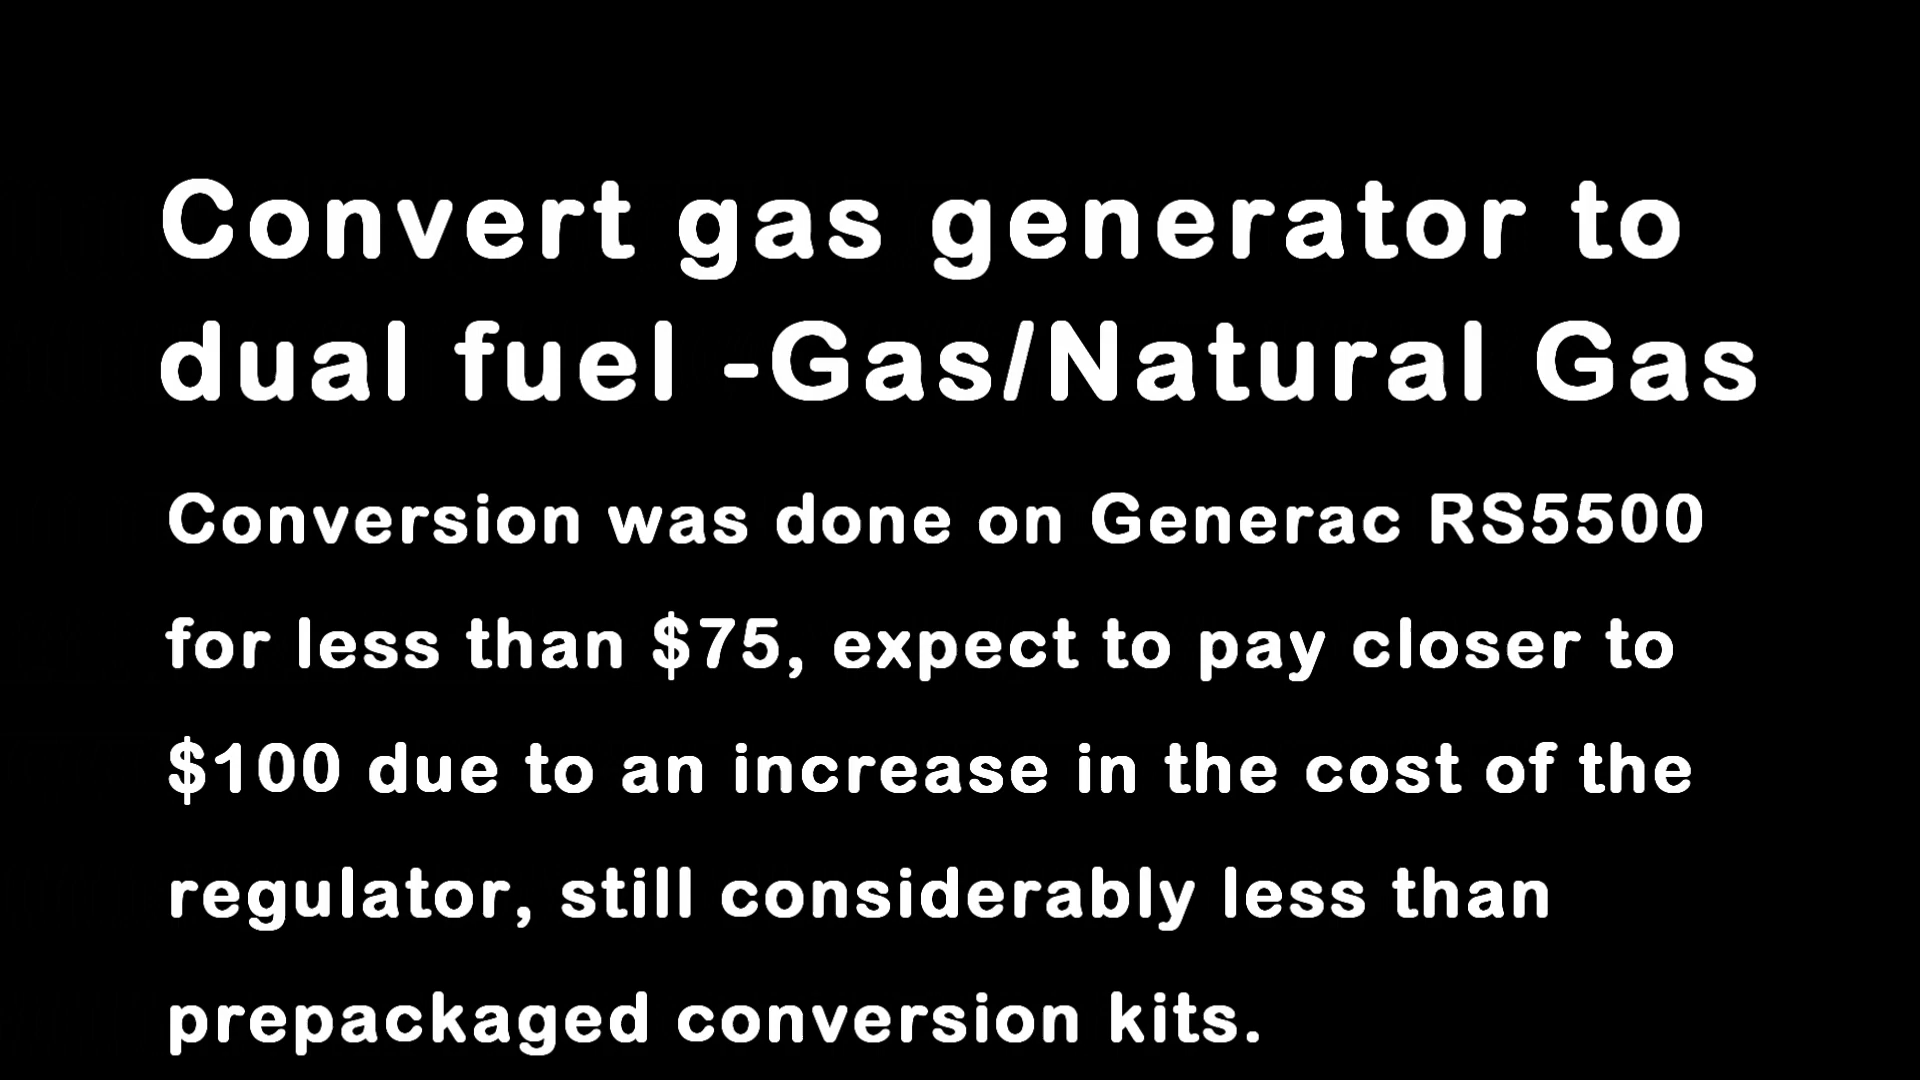 Convert gas generator to
dual fuel -Gas/Natural Gas
Conversion was done on Generac RS5500
for less than $75, expect to pay closer to
$100 due to an increase in the cost of the
regulator, still considerably less than
prepackaged conversion kits.